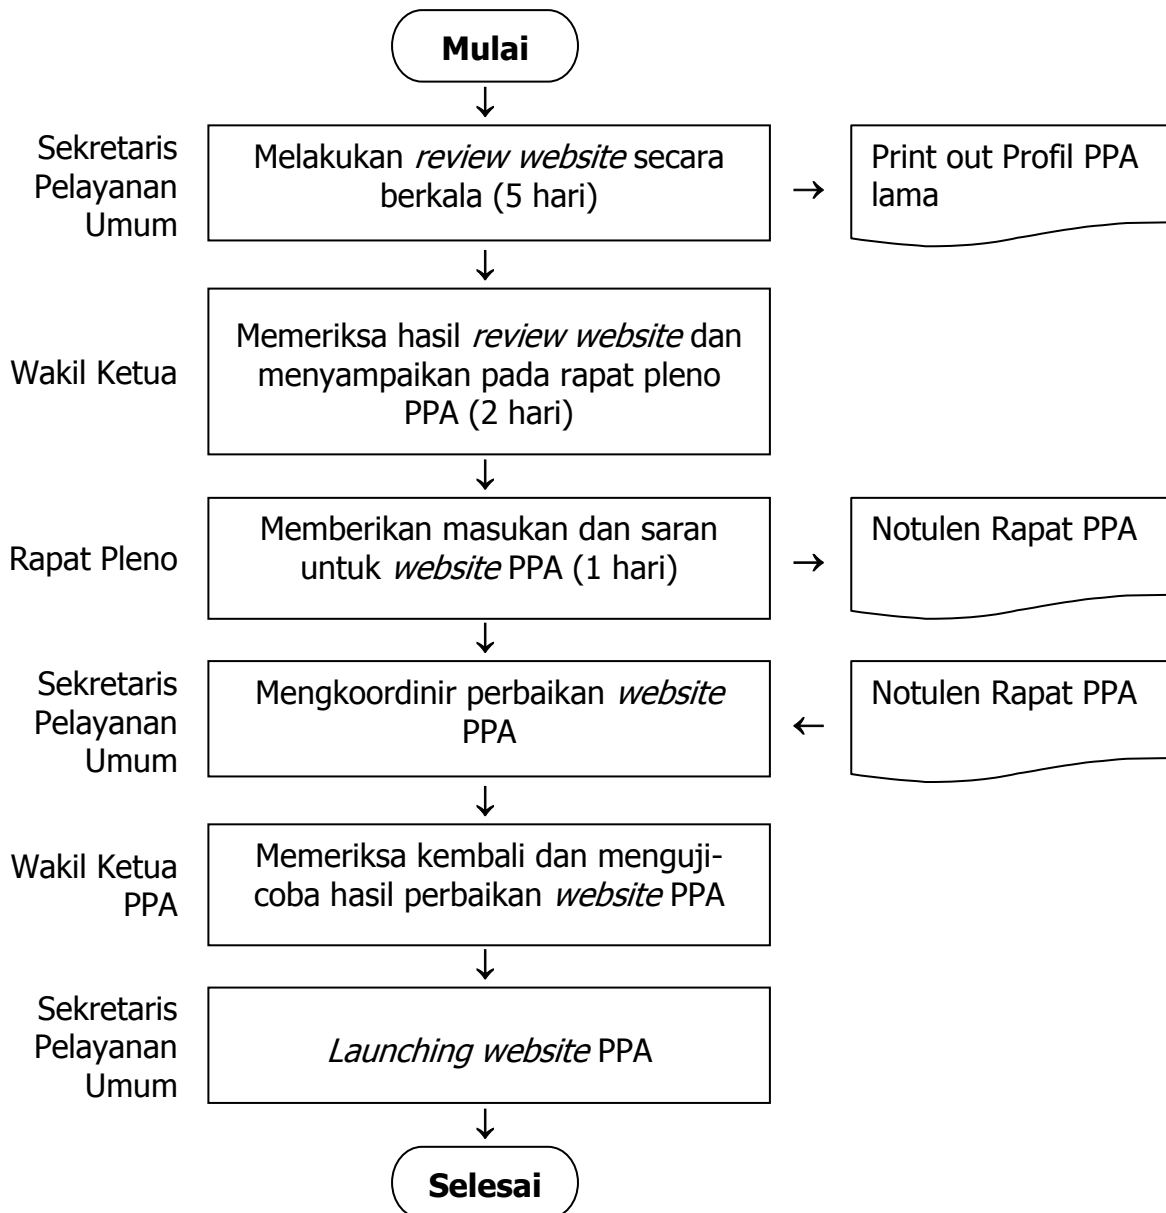 Mulai
Sekretaris
Pelayanan
Umum
Melakukan review website secara
berkala (5 hari)
→
Print out Profil PPA
lama
Wakil Ketua
Memeriksa hasil review website dan
menyampaikan pada rapat pleno
PPA (2 hari)
Rapat Pleno
Memberikan masukan dan saran
untuk website PPA (1 hari)
→
Notulen Rapat PPA
Sekretaris
Pelayanan
Umum
Mengkoordinir perbaikan website
PPA
←
Notulen Rapat PPA
Wakil Ketua
PPA
Memeriksa kembali dan menguji-
coba hasil perbaikan website PPA
Sekretaris
Pelayanan
Umum
Launching website PPA
Selesai